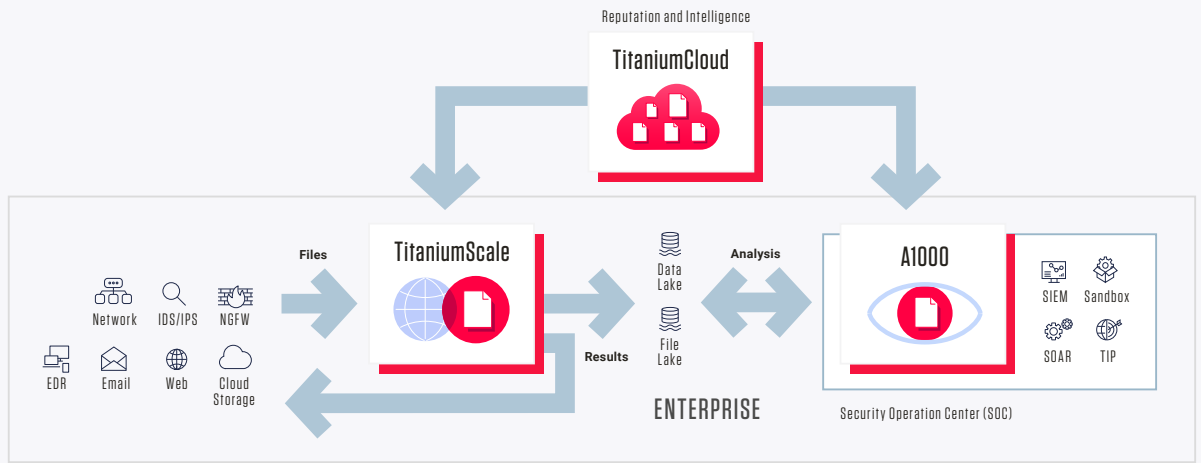 Reputation and Intelligence
TitaniumCloud
Files
TitaniumScale
Network
IDS/IPS
NGFW
EDR
Email
Web
Cloud
Storage
Results
Data
Lake
File
Lake
Analysis
ENTERPRISE
A1000
SIEM
Sandbox
SOAR
TIP
Security Operation Center (SOC)